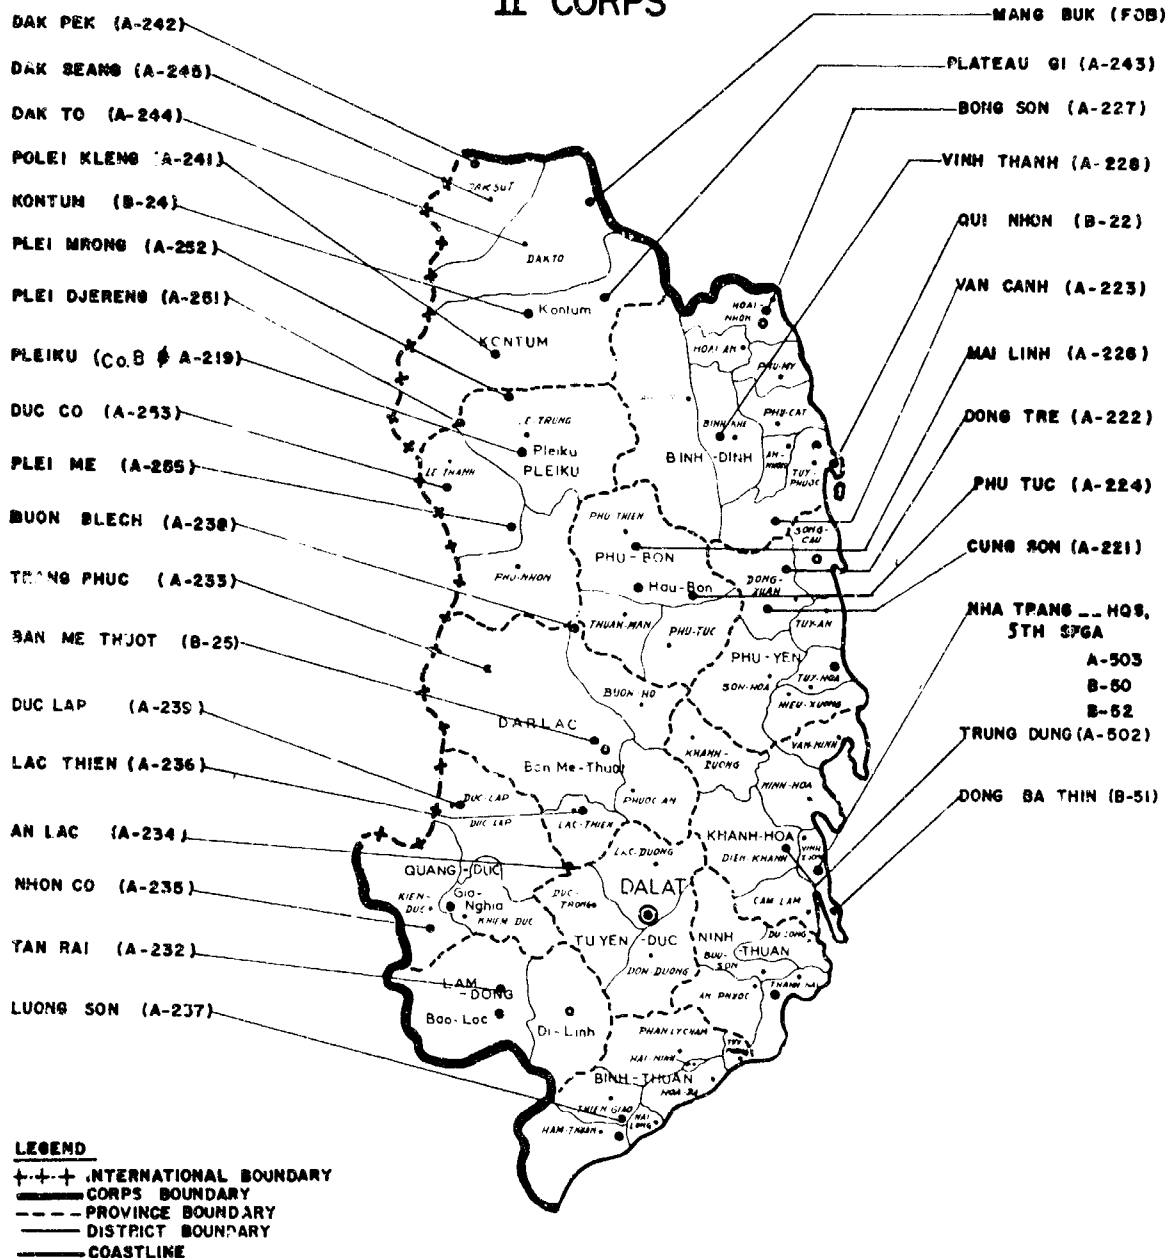 II CORPS
DAK PEK (A-242)
DAK SEANG (A-245)
DAK TO (A-244)
POLEI KLENG (A-241)
KONTUM (B-24)
PLEI MRONG (A-252)
PLEI DJERENG (A-251)
PLEIKU (Co. B & A-219)
DUC CO (A-253)
PLEI ME (A-255)
BUON BLECH (A-238)
TRANG PHUC (A-233)
BAN ME THUOT (B-25)
DUC LAP (A-239)
LAC THIEN (A-236)
AN LAC (A-234)
NHON CO (A-235)
TAN RAI (A-232)
LUONG SON (A-237)
MANG BUK (FOB)
PLATEAU GI (A-243)
BONG SON (A-227)
VINH THANH (A-228)
QUI NHON (B-22)
VAN CANH (A-223)
MAI LINH (A-226)
DONG TRE (A-222)
PHU TUC (A-224)
CUNG SON (A-221)
NHA TRANG -- HQS,
5TH SFGA
A-503
B-50
B-52
TRUNG DUNG (A-502)
DONG BA THIN (B-51)
DAK SUT
DAKTO
Kontum
KONTUM
HOAI-
NHON
HOAI AN
PHU-MY
PHU-CAT
BINH-KHE
AN-
NHON
BINH-DINH
TUY-
PHUOC
LE-TRUNG
Pleiku
PLEIKU
LE THANH
PHU THIEN
PHU-BON
SONG-
CAU
PHU-NHON
Hau-Bon
DONG-
XUAN
THUAN-MAN
PHU-TUC
TUY-AN
PHU-YEN
TUY-HOA
SON-HOA
HIEU-XUONG
BUON-HO
DARLAC
KHANH-
DUONG
VAN-NINH
Ban Me-Thuot
NINH-HOA
PHUOC AN
DUC-LAP
DUC LAP
LAC-THIEN
LAC-DUONG
KHANH-HOA
DIEN-KHANH
VINH
XUONG
QUANG-DUC
DALAT
KIEN-
DUC
Gia-
Nghia
KHIEM DUC
DUC-
TRONG
CAM LAM
TUYEN-DUC
NINH
-THUAN
DU LONG
BUU-
SON
DON DUONG
LAM
-DONG
AN PHUOC
THANH HAI
Bao-Loc
Di-Linh
PHAN LY CHAM
TUY
PHONG
HAI-NINH
BINH-THUAN
HOA-DA
THIEN GIAO
HAI
LONG
HAM-THUAN
LEGEND
INTERNATIONAL BOUNDARY
CORPS BOUNDARY
PROVINCE BOUNDARY
DISTRICT BOUNDARY
COASTLINE